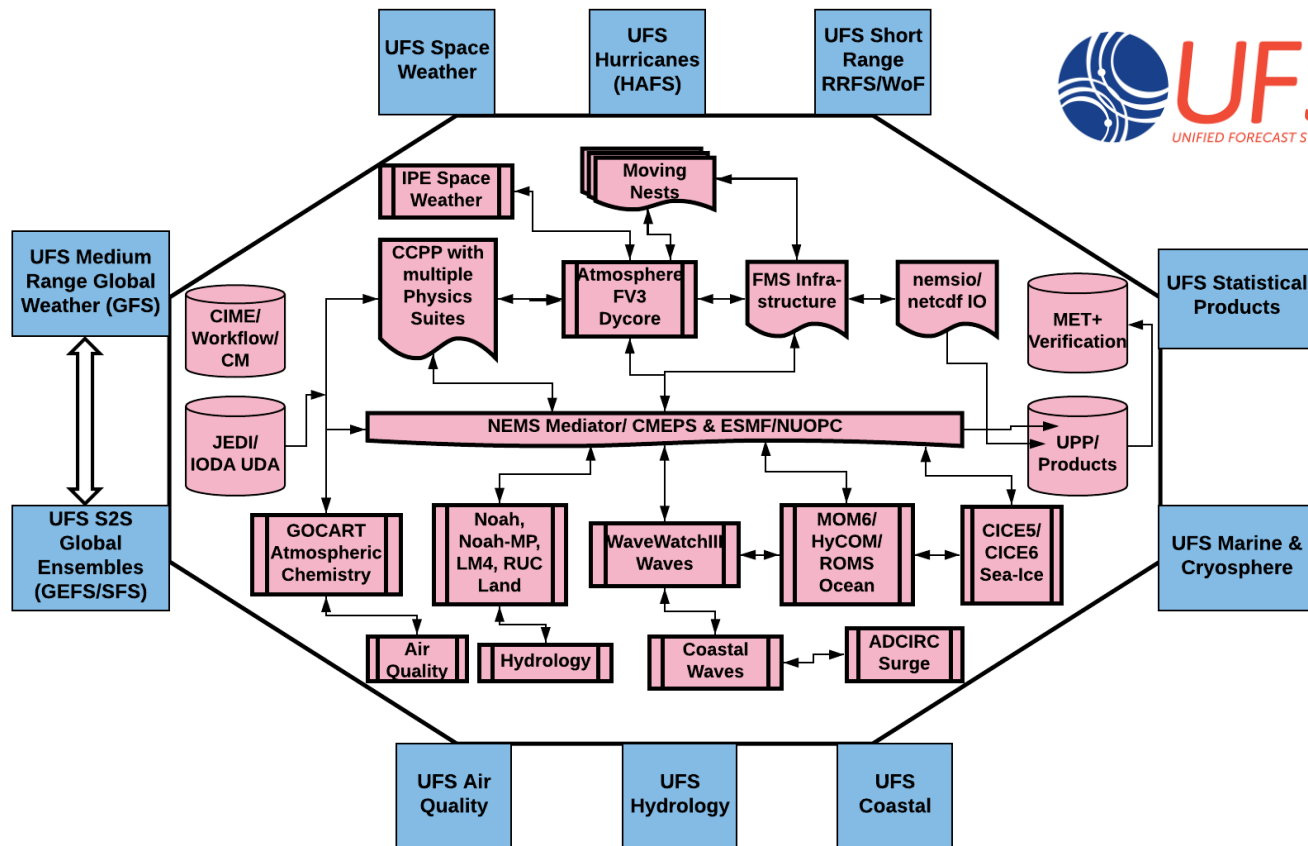 UFS Space
Weather
UFS
Hurricanes
(HAFS)
UFS Short
Range
RRFS/WoF
UFS
UNIFIED FORECAST S
IPE Space
Weather
Moving
Nests
UFS Medium
Range Global
Weather (GFS)
CIME/
Workflow/
CM
CCPP with
multiple
Physics
Suites
Atmosphere
FV3
Dycore
FMS Infra-
structure
nemsio/
netcdf IO
MET+
Verification
UFS Statistical
Products
JEDI/
IODA UDA
NEMS Mediator/ CMEPS & ESMF/NUOPC
UPP/
Products
UFS S2S
Global
Ensembles
(GEFS/SFS)
GOCART
Atmospheric
Chemistry
Noah,
Noah-MP,
LM4, RUC
Land
WaveWatchIII
Waves
MOM6/
HyCOM/
ROMS
Ocean
CICE5/
CICE6
Sea-Ice
UFS Marine &
Cryosphere
Air
Quality
Hydrology
Coastal
Waves
ADCIRC
Surge
UFS Air
Quality
UFS
Hydrology
UFS
Coastal